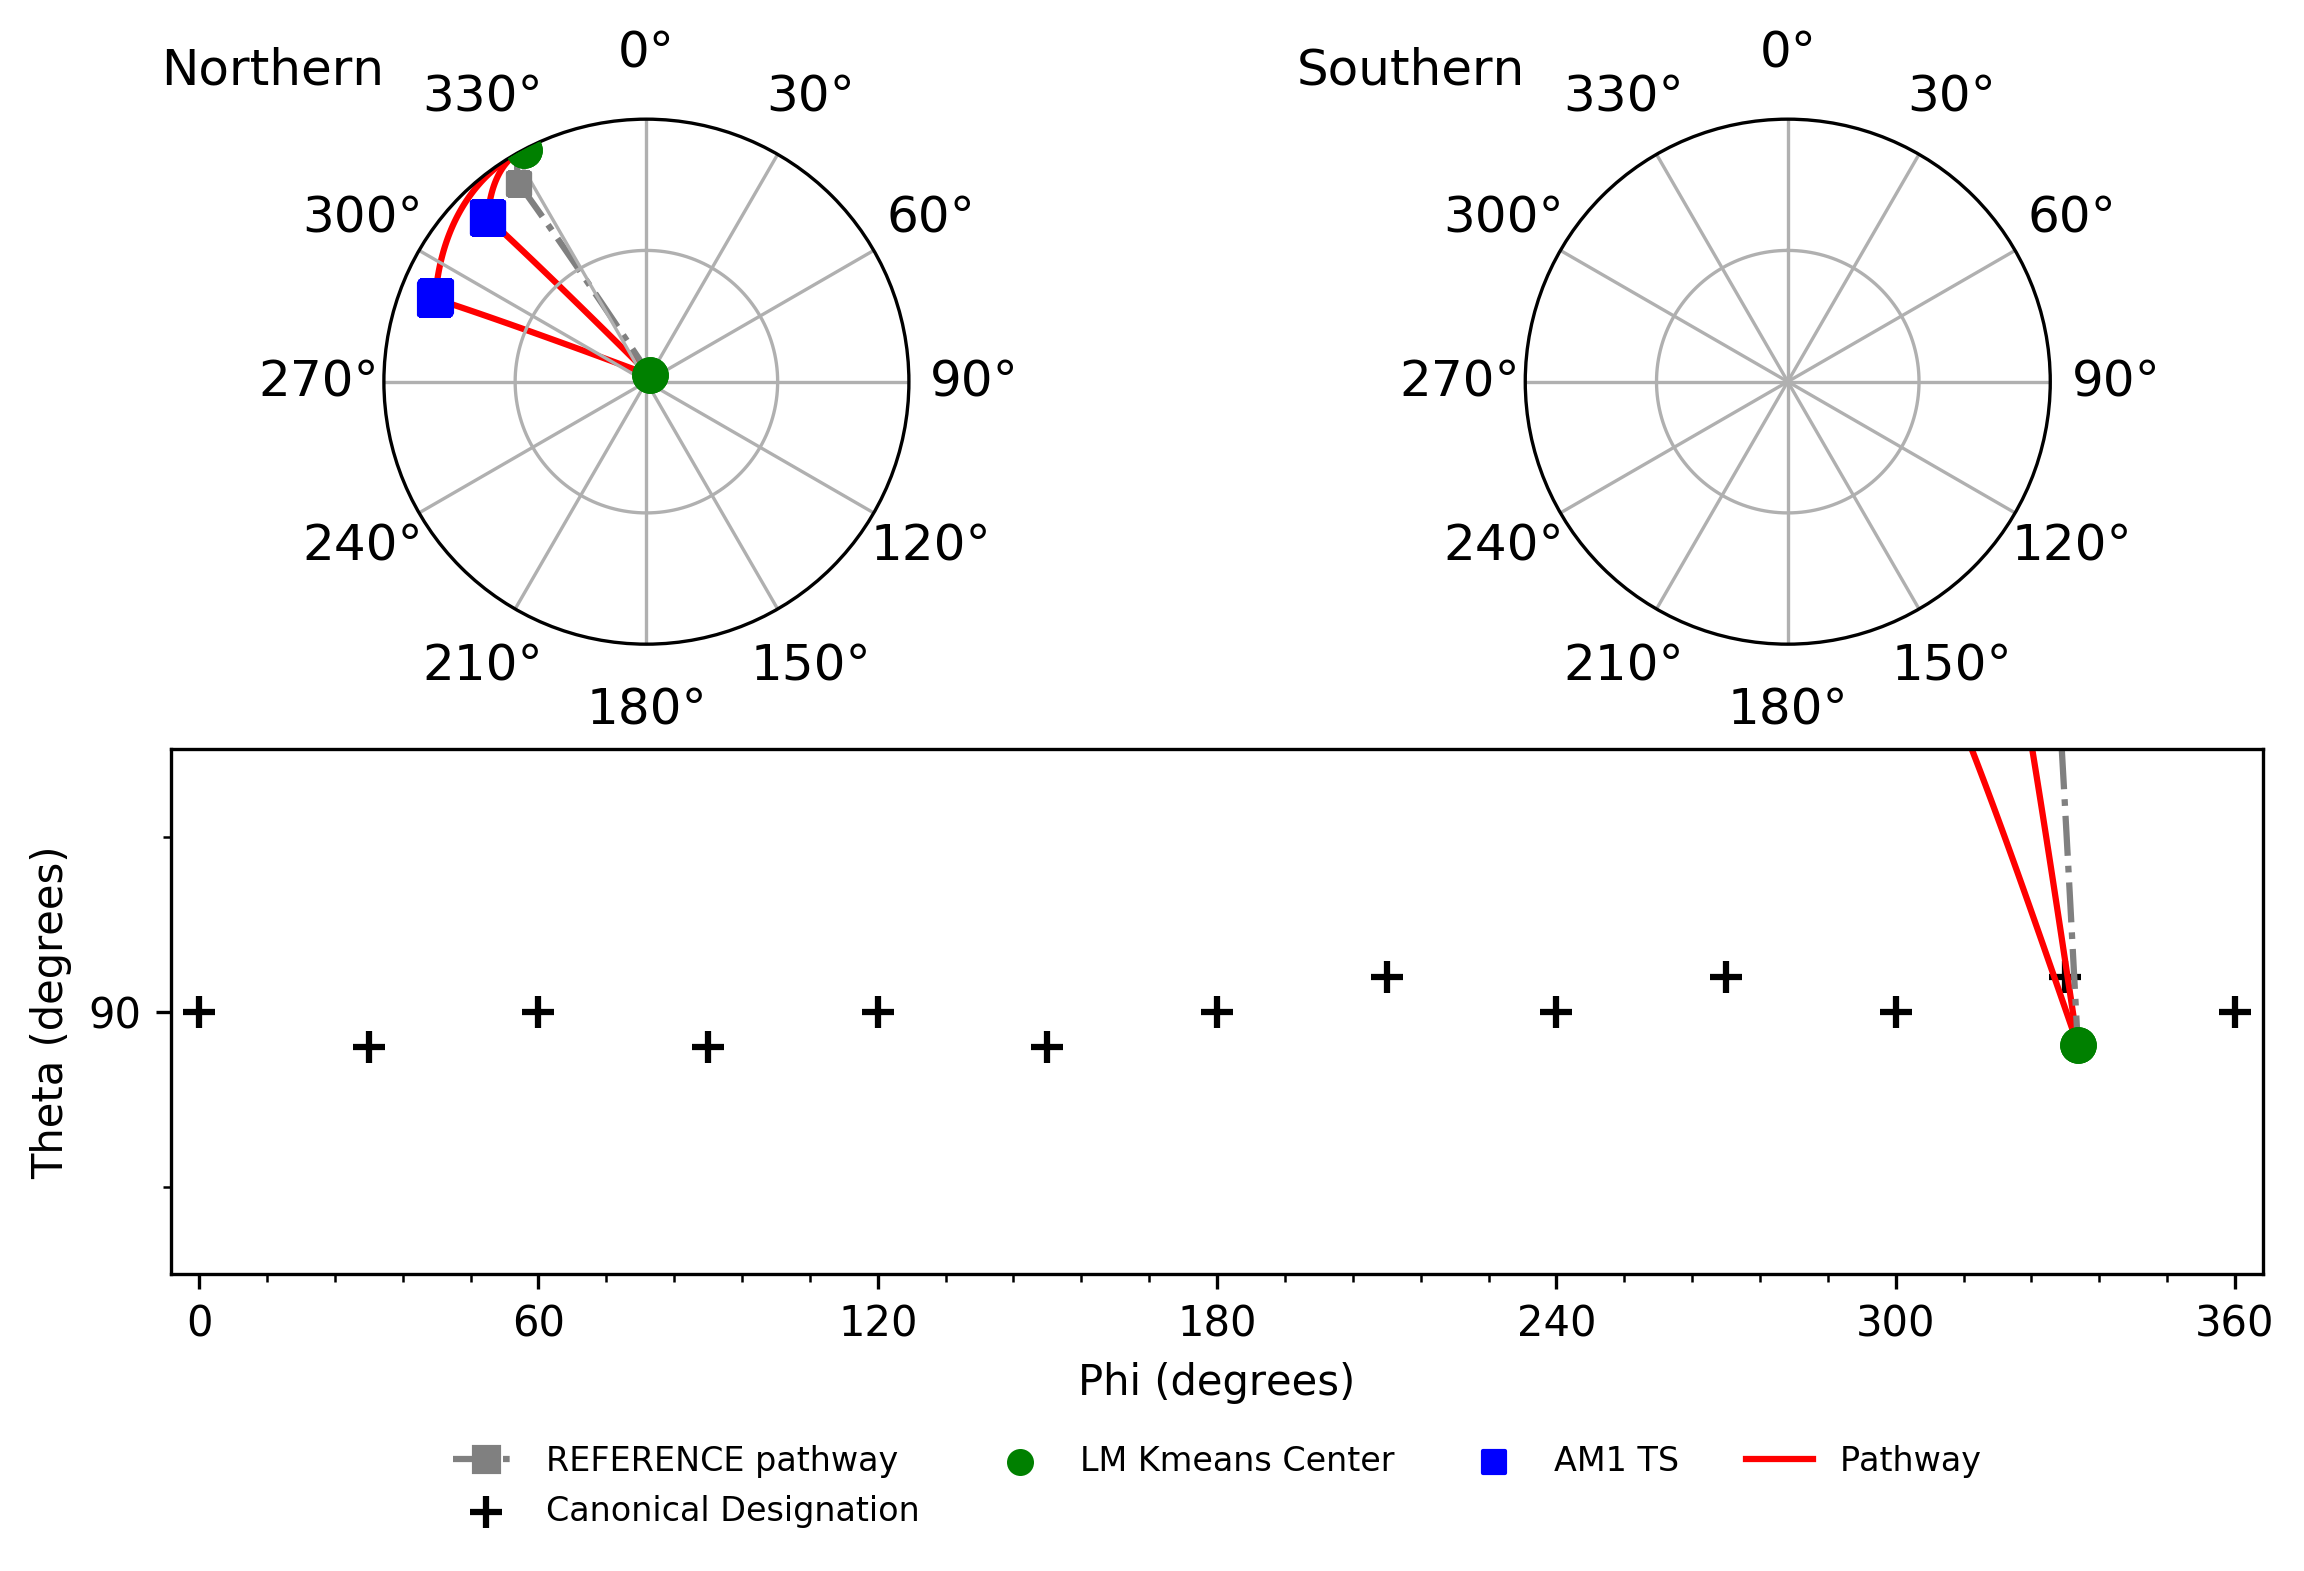 Northern
0°
330°
30°
300°
60°
270°
90°
240°
120°
210°
150°
180°
Southern
0°
330°
30°
300°
60°
270°
90°
240°
120°
210°
150°
180°
Theta (degrees)
90
0 60 120 180 240 300 360
Phi (degrees)
REFERENCE pathway
Canonical Designation
LM Kmeans Center
AM1 TS
Pathway